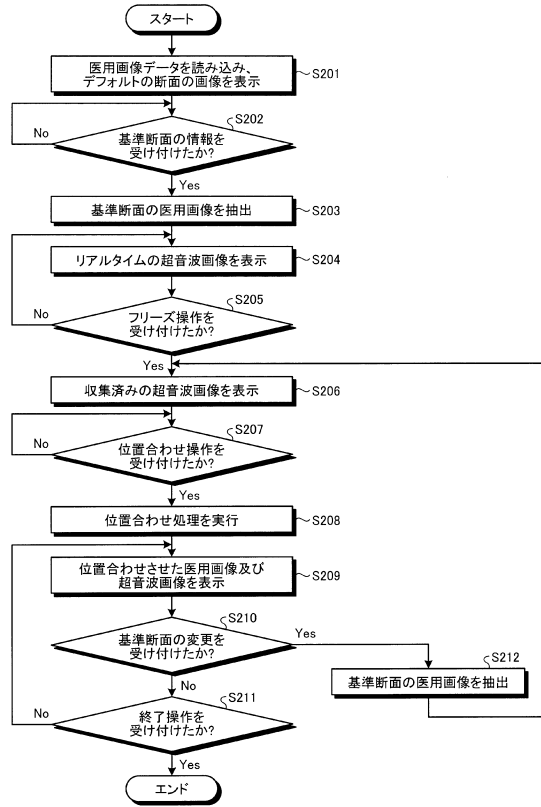 スタート
医用画像データを読み込み、
デフォルトの断面の画像を表示
S201
S202
基準断面の情報を
受け付けたか?
No
Yes
基準断面の医用画像を抽出
S203
リアルタイムの超音波画像を表示
S204
S205
フリーズ操作を
受け付けたか?
No
Yes
収集済みの超音波画像を表示
S206
S207
位置合わせ操作を
受け付けたか?
No
Yes
位置合わせ処理を実行
S208
位置合わせさせた医用画像及び
超音波画像を表示
S209
S210
基準断面の変更を
受け付けたか?
Yes
No
S212
基準断面の医用画像を抽出
S211
終了操作を
受け付けたか?
No
Yes
エンド